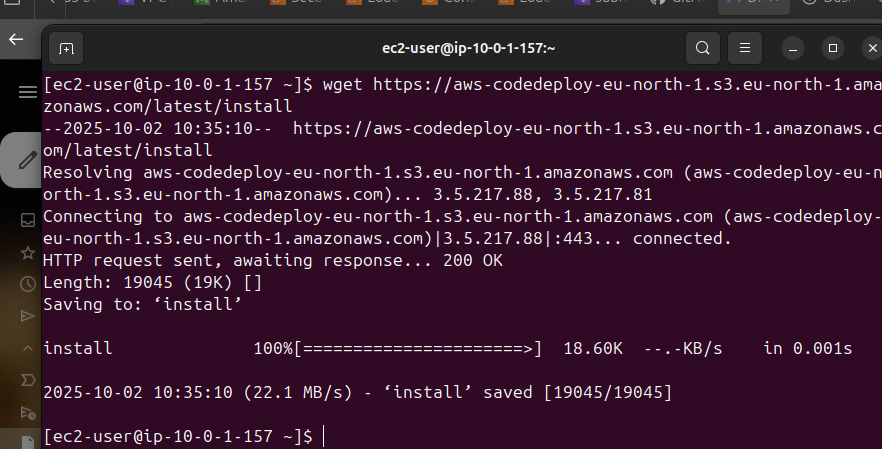 ec2-user@ip-10-0-1-157:~
[ec2-user@ip-10-0-1-157 ~]$ wget https://aws-codedeploy-eu-north-1.s3.eu-north-1.ama
zonaws.com/latest/install
--2025-10-02 10:35:10--  https://aws-codedeploy-eu-north-1.s3.eu-north-1.amazonaws.c
om/latest/install
Resolving aws-codedeploy-eu-north-1.s3.eu-north-1.amazonaws.com (aws-codedeploy-eu-n
orth-1.s3.eu-north-1.amazonaws.com)... 3.5.217.88, 3.5.217.81
Connecting to aws-codedeploy-eu-north-1.s3.eu-north-1.amazonaws.com (aws-codedeploy-
eu-north-1.s3.eu-north-1.amazonaws.com)|3.5.217.88|:443... connected.
HTTP request sent, awaiting response... 200 OK
Length: 19045 (19K) []
Saving to: ‘install’
install              100%[======================>]  18.60K  --.-KB/s    in 0.001s
2025-10-02 10:35:10 (22.1 MB/s) - ‘install’ saved [19045/19045]
[ec2-user@ip-10-0-1-157 ~]$